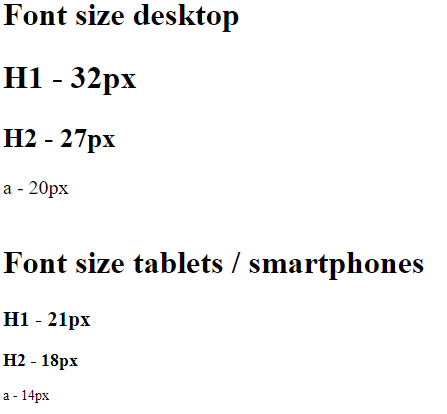 Font size desktop
H1 - 32px
H2 - 27px
a - 20px
Font size tablets / smartphones
H1 - 21px
H2 - 18px
a - 14px